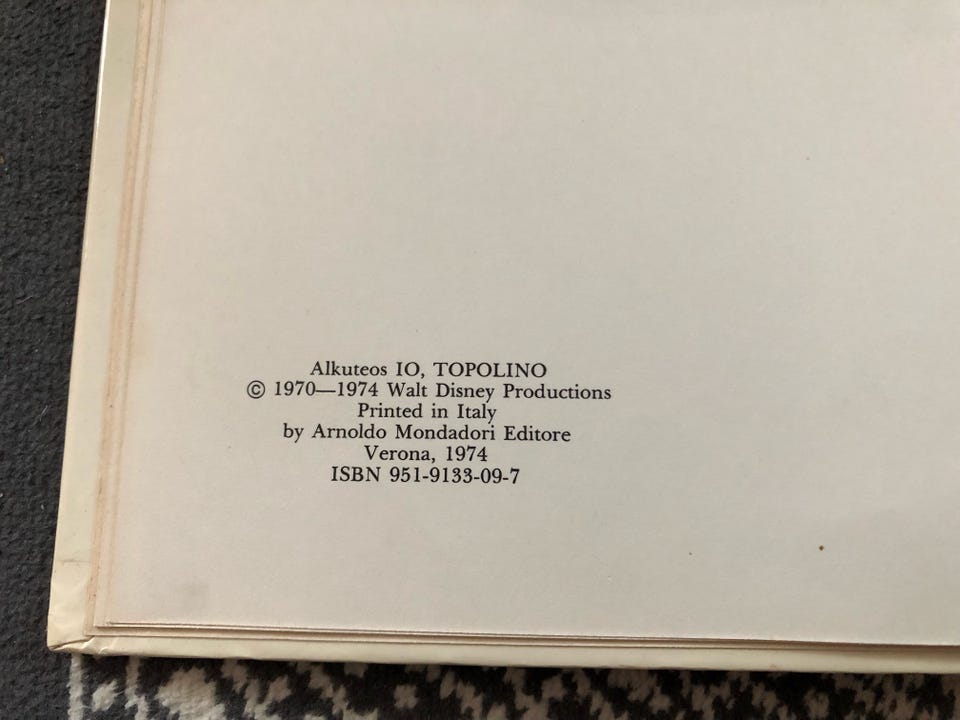 Alkuteos IO, TOPOLINO
© 1970—1974 Walt Disney Productions
Printed in Italy
by Arnoldo Mondadori Editore
Verona, 1974
ISBN 951-9133-09-7